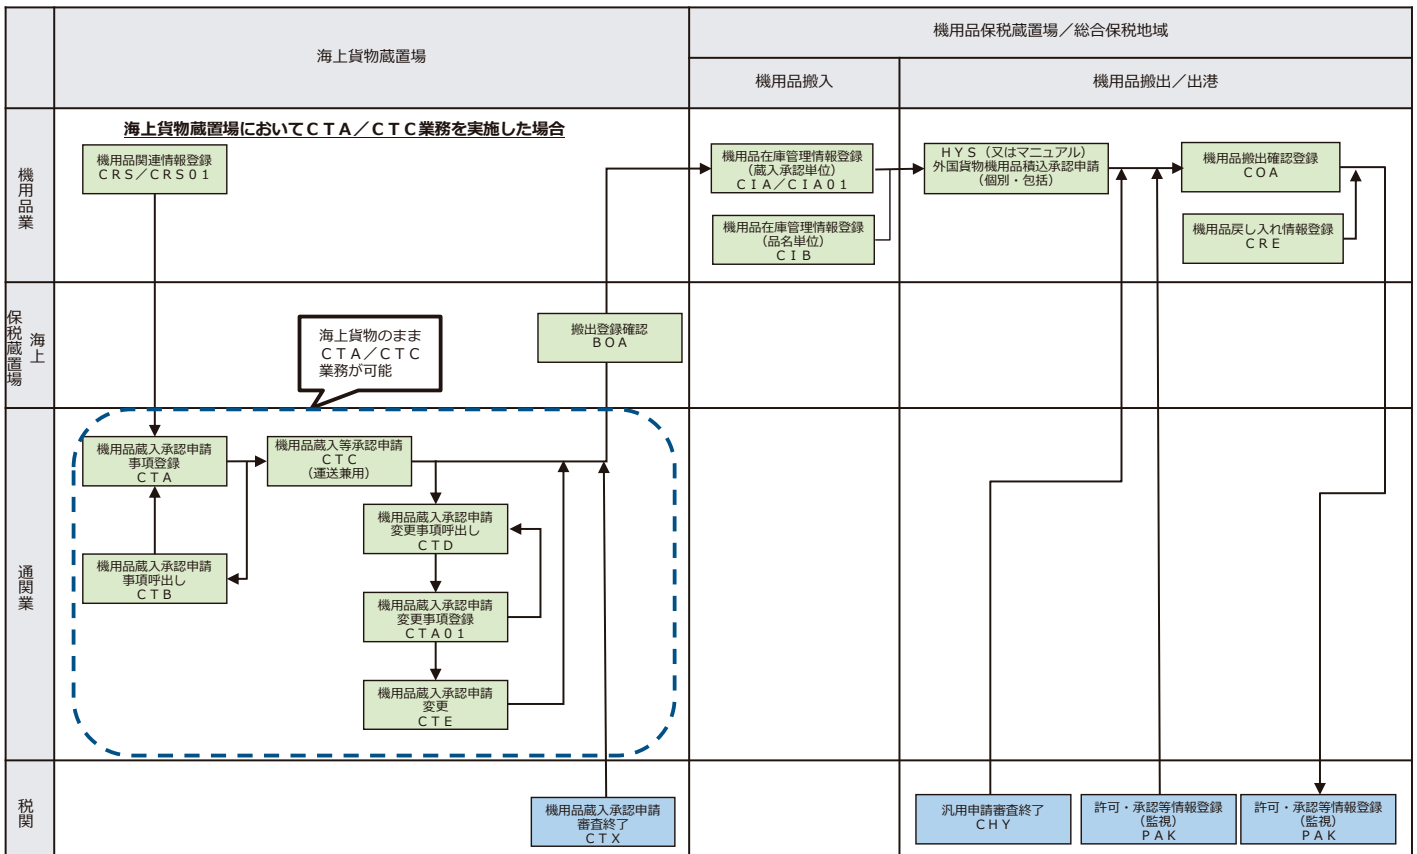 海上貨物蔵置場
機用品保税蔵置場／総合保税地域
機用品搬入
機用品搬出／出港
機用品業
海上貨物蔵置場においてＣＴＡ／ＣＴＣ業務を実施した場合
機用品関連情報登録
ＣＲＳ／ＣＲＳ０１
機用品在庫管理情報登録
（蔵入承認単位）
ＣＩＡ／ＣＩＡ０１
機用品在庫管理情報登録
（品名単位）
ＣＩＢ
ＨＹＳ（又はマニュアル）
外国貨物機用品積込承認申請
（個別・包括）
機用品搬出確認登録
ＣＯＡ
機用品戻し入れ情報登録
ＣＲＥ
海上
保税蔵置場
海上貨物のまま
ＣＴＡ／ＣＴＣ
業務が可能
搬出登録確認
ＢＯＡ
通関業
機用品蔵入承認申請
事項登録
ＣＴＡ
機用品蔵入等承認申請
ＣＴＣ
（運送兼用）
機用品蔵入承認申請
変更事項呼出し
ＣＴＤ
機用品蔵入承認申請
事項呼出し
ＣＴＢ
機用品蔵入承認申請
変更事項登録
ＣＴＡ０１
機用品蔵入承認申請
変更
ＣＴＥ
税関
機用品蔵入承認申請
審査終了
ＣＴＸ
汎用申請審査終了
ＣＨＹ
許可・承認等情報登録
（監視）
ＰＡＫ
許可・承認等情報登録
（監視）
ＰＡＫ